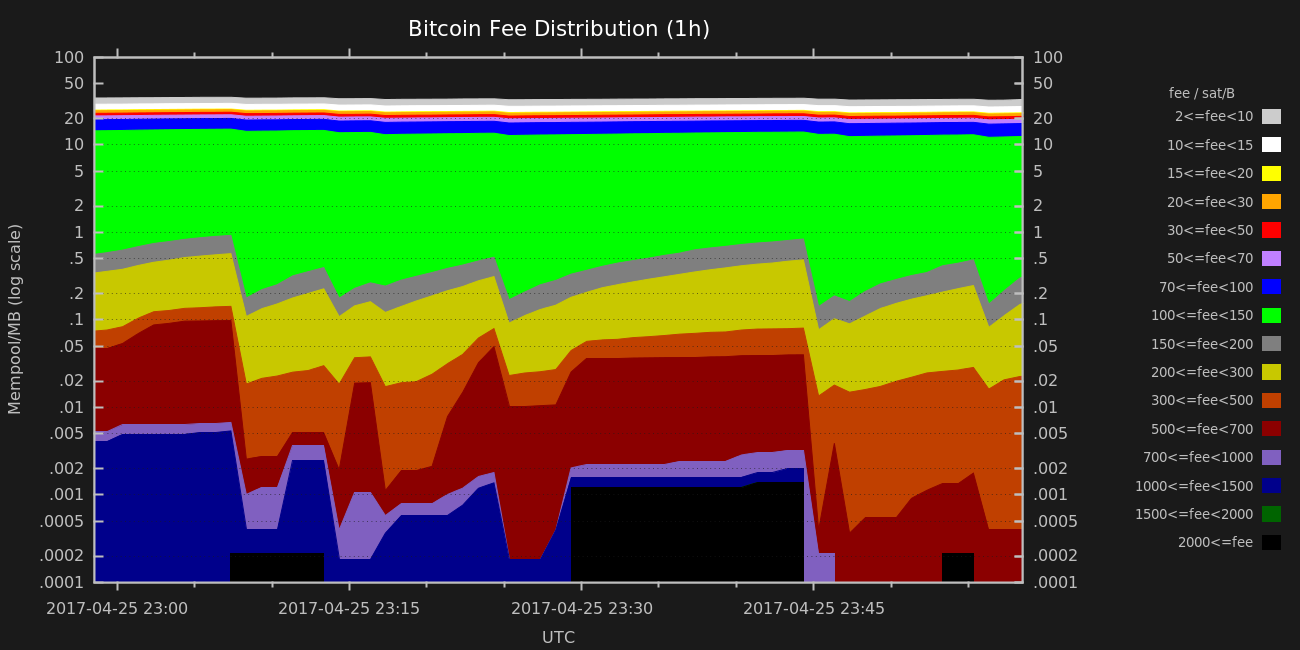 Bitcoin Fee Distribution (1h)
Mempool/MB (log scale)
100
50
20
10
5
2
1
.5
.2
.1
.05
.02
.01
.005
.002
.001
.0005
.0002
.0001
100
50
20
10
5
2
1
.5
.2
.1
.05
.02
.01
.005
.002
.001
.0005
.0002
.0001
2017-04-25 23:00 2017-04-25 23:15 2017-04-25 23:30 2017-04-25 23:45
UTC
fee / sat/B
2<=fee<10
10<=fee<15
15<=fee<20
20<=fee<30
30<=fee<50
50<=fee<70
70<=fee<100
100<=fee<150
150<=fee<200
200<=fee<300
300<=fee<500
500<=fee<700
700<=fee<1000
1000<=fee<1500
1500<=fee<2000
2000<=fee